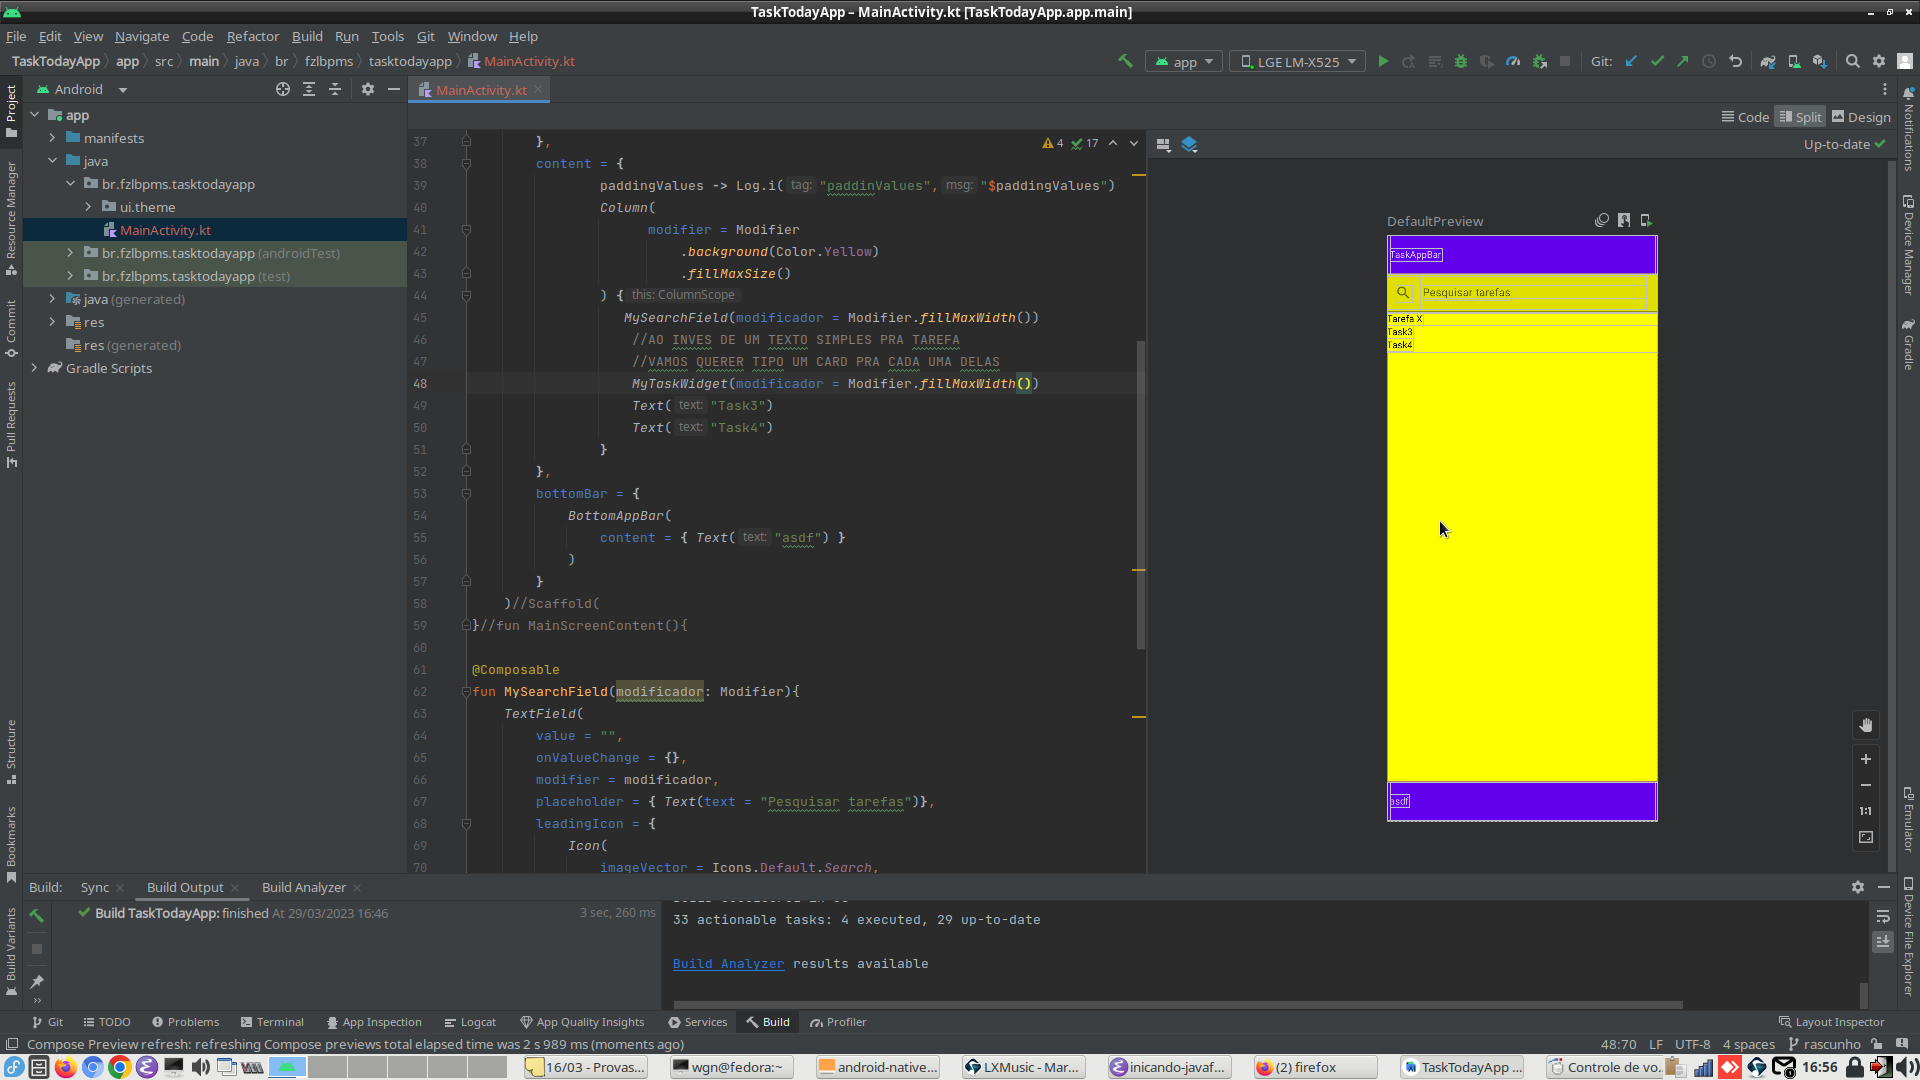 TaskTodayApp – MainActivity.kt [TaskTodayApp.app.main]
File Edit View Navigate Code Refactor Build Run Tools Git Window Help
TaskTodayApp app src main java br fzlbpms tasktodayapp MainActivity.kt
app LGE LM-X525 Git:
Android
MainActivity.kt
Code Split Design
app
manifests
java
br.fzlbpms.tasktodayapp
ui.theme
MainActivity.kt
br.fzlbpms.tasktodayapp (androidTest)
br.fzlbpms.tasktodayapp (test)
java (generated)
res
res (generated)
Gradle Scripts
Project
Resource Manager
Commit
Pull Requests
Structure
Bookmarks
Build Variants
4 17
37 },
38 content = {
39 paddingValues -> Log.i( tag: "paddinValues", msg: "$paddingValues")
40 Column(
41 modifier = Modifier
42 .background(Color.Yellow)
43 .fillMaxSize()
44 ) { this: ColumnScope
45 MySearchField(modificador = Modifier.fillMaxWidth())
46 //AO INVES DE UM TEXTO SIMPLES PRA TAREFA
47 //VAMOS QUERER TIPO UM CARD PRA CADA UMA DELAS
48 MyTaskWidget(modificador = Modifier.fillMaxWidth())
49 Text( text: "Task3")
50 Text( text: "Task4")
51 }
52 },
53 bottomBar = {
54 BottomAppBar(
55 content = { Text( text: "asdf") }
56 )
57 }
58 )//Scaffold(
59 }//fun MainScreenContent(){
60
61 @Composable
62 fun MySearchField(modificador: Modifier){
63 TextField(
64 value = "",
65 onValueChange = {},
66 modifier = modificador,
67 placeholder = { Text(text = "Pesquisar tarefas")},
68 leadingIcon = {
69 Icon(
70 imageVector = Icons.Default.Search,
Up-to-date
DefaultPreview
TaskAppBar
Pesquisar tarefas
Tarefa X
Task3
Task4
asdf
1:1
Notifications
Device Manager
Gradle
Emulator
Device File Explorer
Build: Sync Build Output Build Analyzer
Build TaskTodayApp: finished At 29/03/2023 16:46 3 sec, 260 ms
33 actionable tasks: 4 executed, 29 up-to-date
Build Analyzer results available
Git TODO Problems Terminal App Inspection Logcat App Quality Insights Services Build Profiler Layout Inspector
Compose Preview refresh: refreshing Compose previews total elapsed time was 2 s 989 ms (moments ago)
48:70 LF UTF-8 4 spaces rascunho
16/03 - Provas... wgn@fedora:~ android-native... LXMusic - Mar... inicando-javaf... (2) firefox TaskTodayApp ... Controle de vo... 16:56